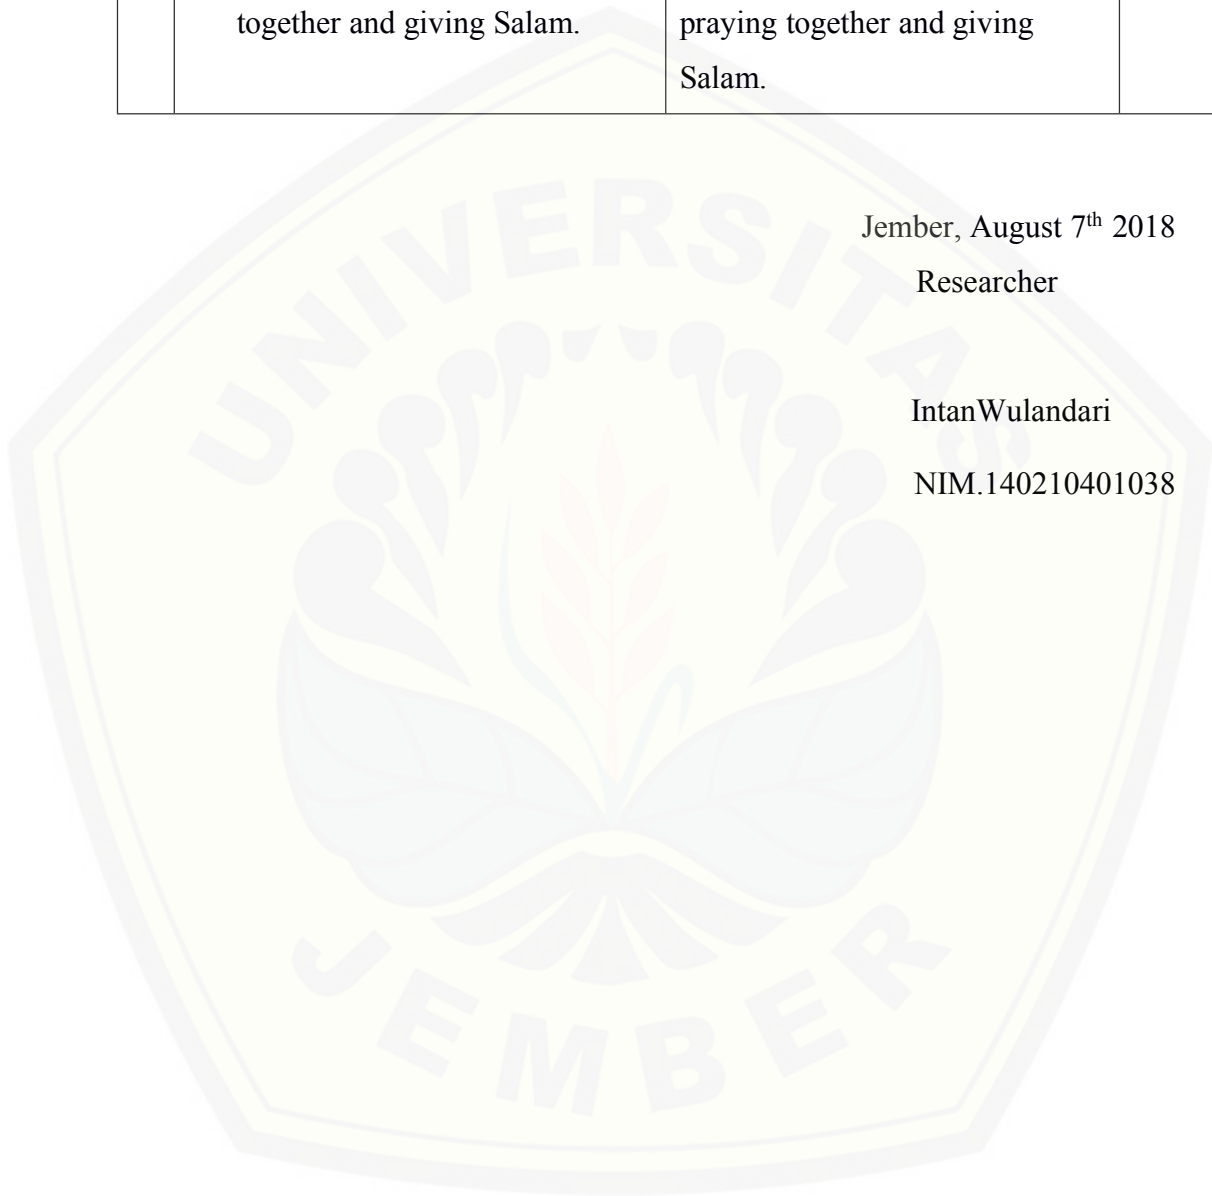 together and giving Salam.
praying together and giving
Salam.
Jember, August 7th 2018
Researcher
IntanWulandari
NIM.140210401038
UNIVERSITAS
JEMBER